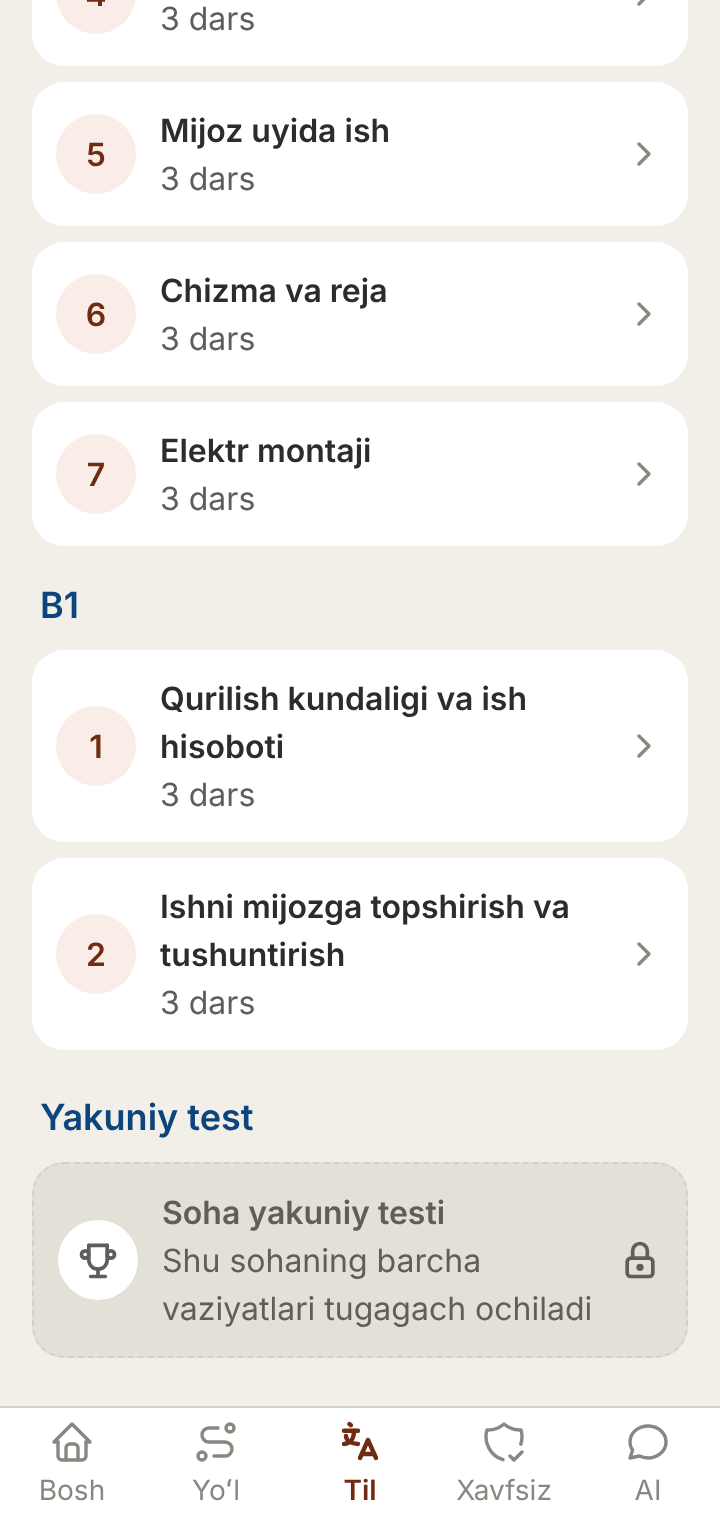 4
3 dars
5
Mijoz uyida ish
3 dars
6
Chizma va reja
3 dars
7
Elektr montaji
3 dars
B1
1
Qurilish kundaligi va ish
hisoboti
3 dars
2
Ishni mijozga topshirish va
tushuntirish
3 dars
Yakuniy test
Soha yakuniy testi
Shu sohaning barcha
vaziyatlari tugagach ochiladi
Bosh
Yoʻl
Til
Xavfsiz
AI